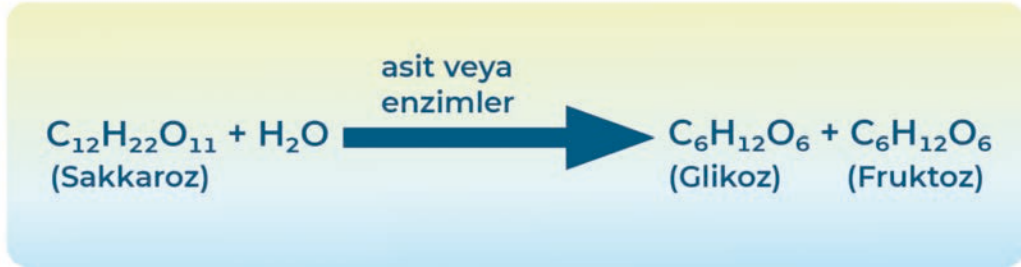 asit veya
enzimler
C₁₂H₂₂O₁₁ + H₂O C₆H₁₂O₆ + C₆H₁₂O₆
(Sakkaroz) (Glikoz) (Fruktoz)